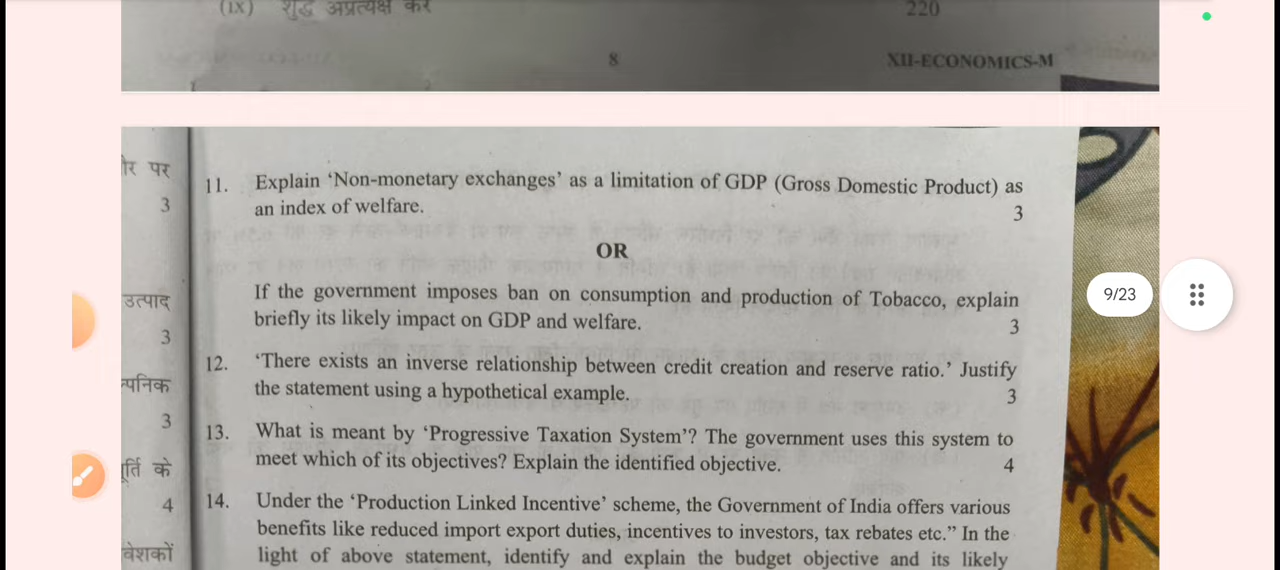 (ix) शुद्ध अप्रत्यक्ष कर 220
8 XII-ECONOMICS-M
पर
3
उत्पाद
3
3
के
4
वेशकों
11. Explain ‘Non-monetary exchanges’ as a limitation of GDP (Gross Domestic Product) as
an index of welfare. 3
OR
If the government imposes ban on consumption and production of Tobacco, explain
briefly its likely impact on GDP and welfare. 3
12. ‘There exists an inverse relationship between credit creation and reserve ratio.’ Justify
the statement using a hypothetical example. 3
13. What is meant by ‘Progressive Taxation System’? The government uses this system to
meet which of its objectives? Explain the identified objective. 4
14. Under the ‘Production Linked Incentive’ scheme, the Government of India offers various
benefits like reduced import export duties, incentives to investors, tax rebates etc.” In the
light of above statement, identify and explain the budget objective and its likely
9/23